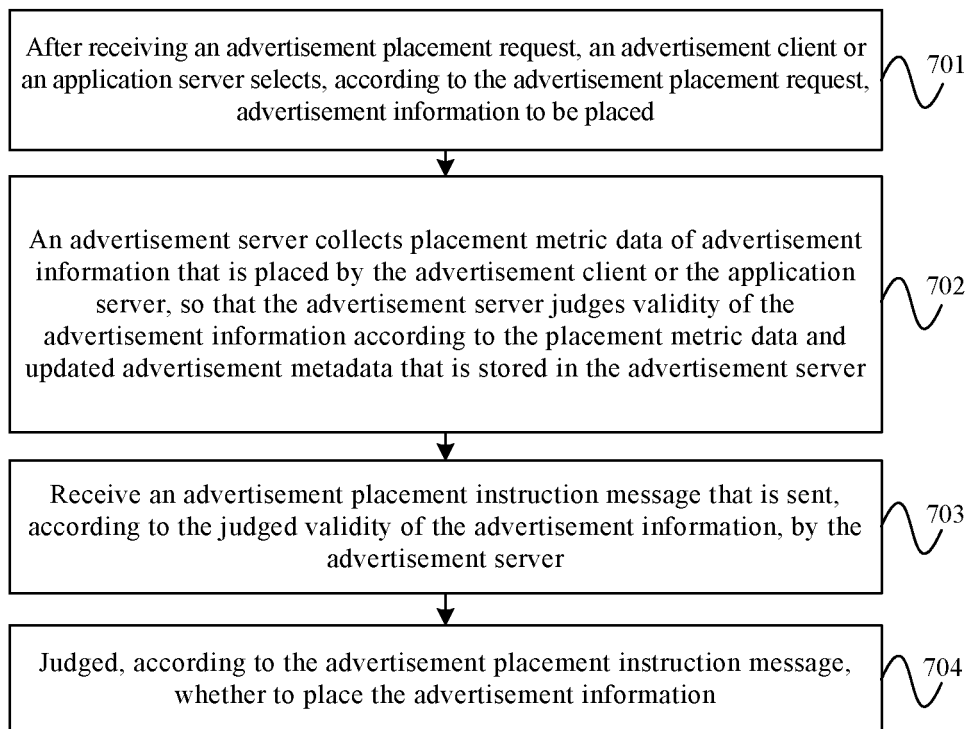 After receiving an advertisement placement request, an advertisement client or
an application server selects, according to the advertisement placement request,
advertisement information to be placed
701
An advertisement server collects placement metric data of advertisement
information that is placed by the advertisement client or the application
server, so that the advertisement server judges validity of the
advertisement information according to the placement metric data and
updated advertisement metadata that is stored in the advertisement server
702
Receive an advertisement placement instruction message that is sent,
according to the judged validity of the advertisement information, by the
advertisement server
703
Judged, according to the advertisement placement instruction message,
whether to place the advertisement information
704